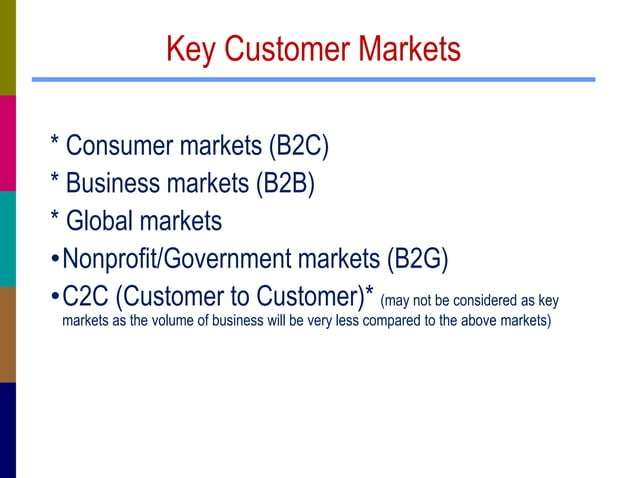 Key Customer Markets
* Consumer markets (B2C)
* Business markets (B2B)
* Global markets
•Nonprofit/Government markets (B2G)
•C2C (Customer to Customer)* (may not be considered as key
markets as the volume of business will be very less compared to the above markets)